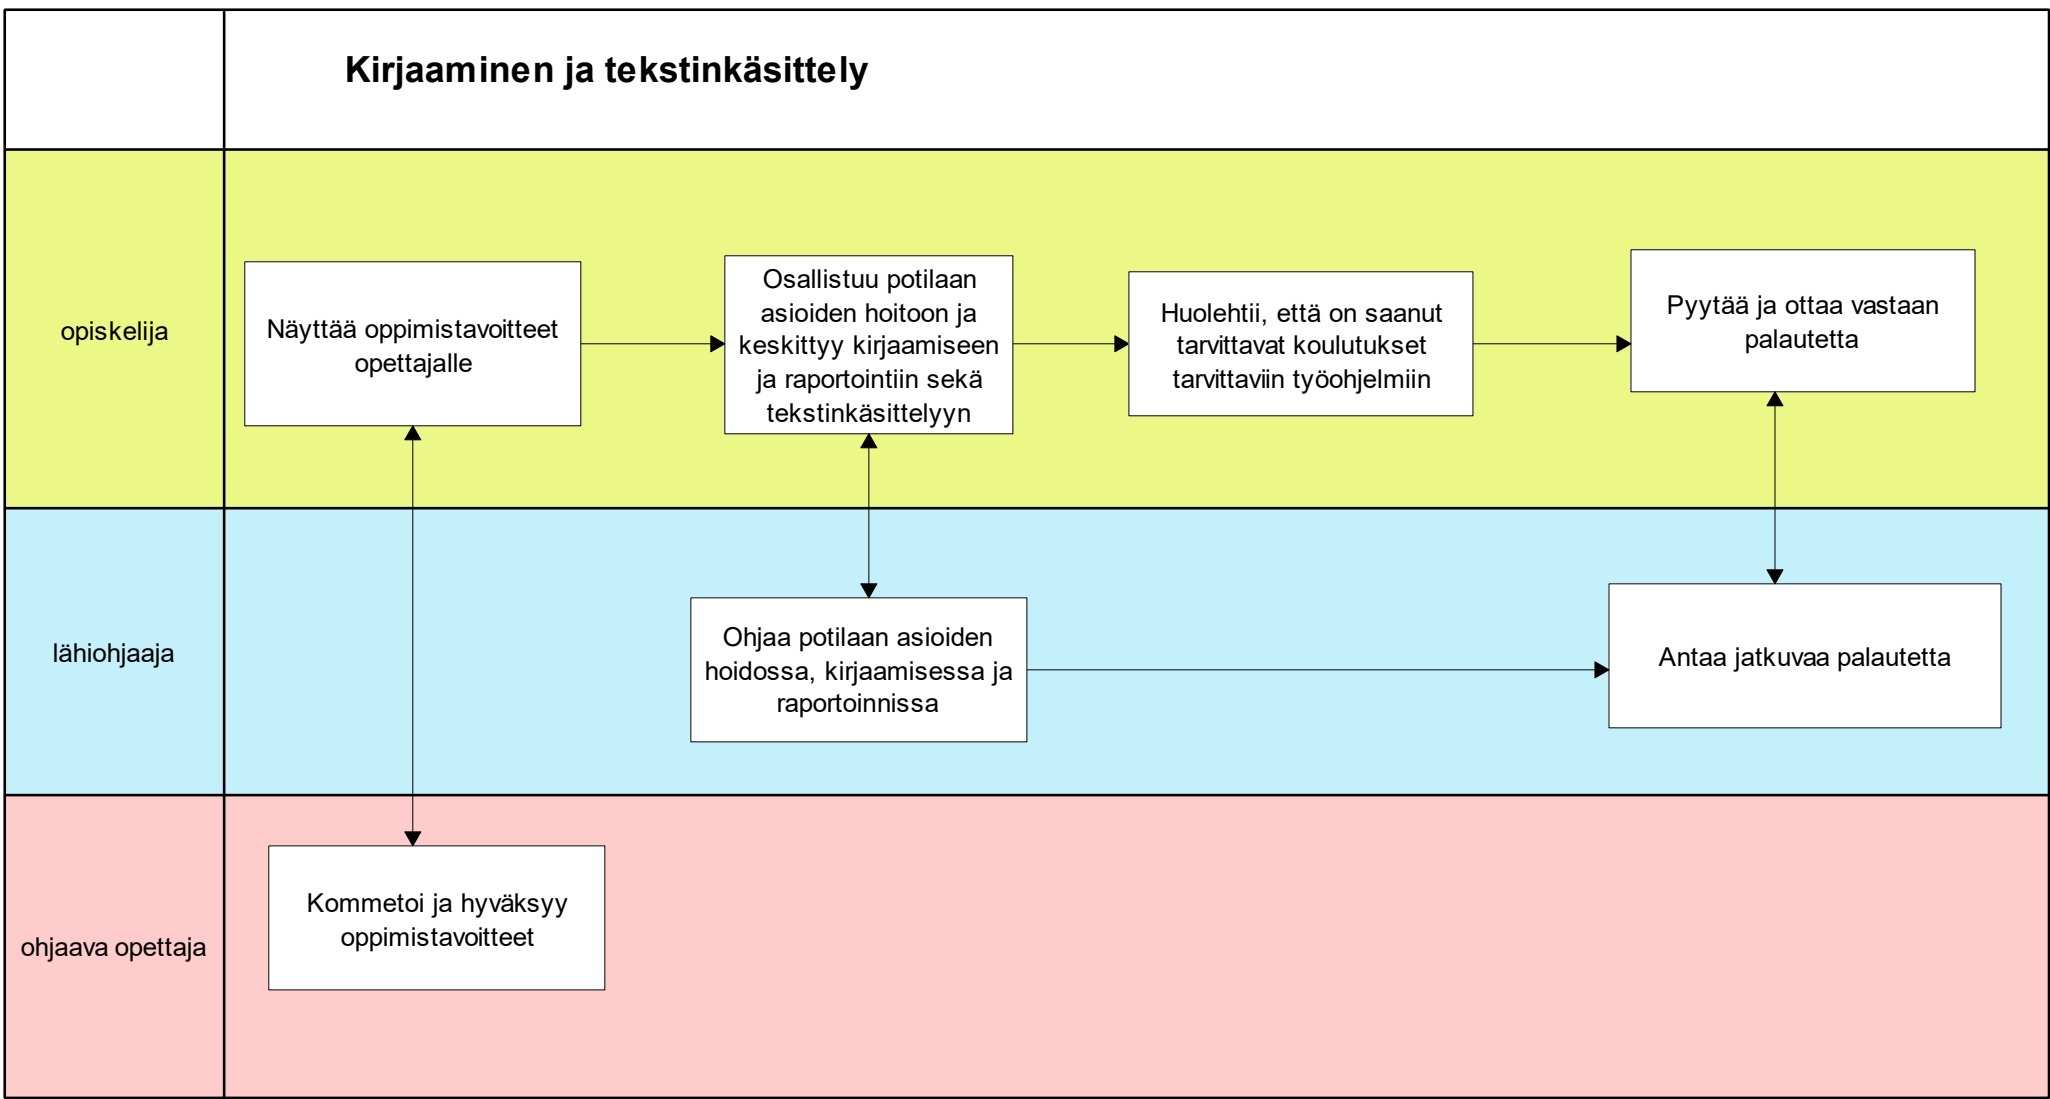 Kirjaaminen ja tekstinkäsittely
opiskelija
Näyttää oppimistavoitteet
opettajalle
Osallistuu potilaan
asioiden hoitoon ja
keskittyy kirjaamiseen
ja raportointiin sekä
tekstinkäsittelyyn
Huolehtii, että on saanut
tarvittavat koulutukset
tarvittaviin työohjelmiin
Pyytää ja ottaa vastaan
palautetta
lähiohjaaja
Ohjaa potilaan asioiden
hoidossa, kirjaamisessa ja
raportoinnissa
Antaa jatkuvaa palautetta
ohjaava opettaja
Kommetoi ja hyväksyy
oppimistavoitteet